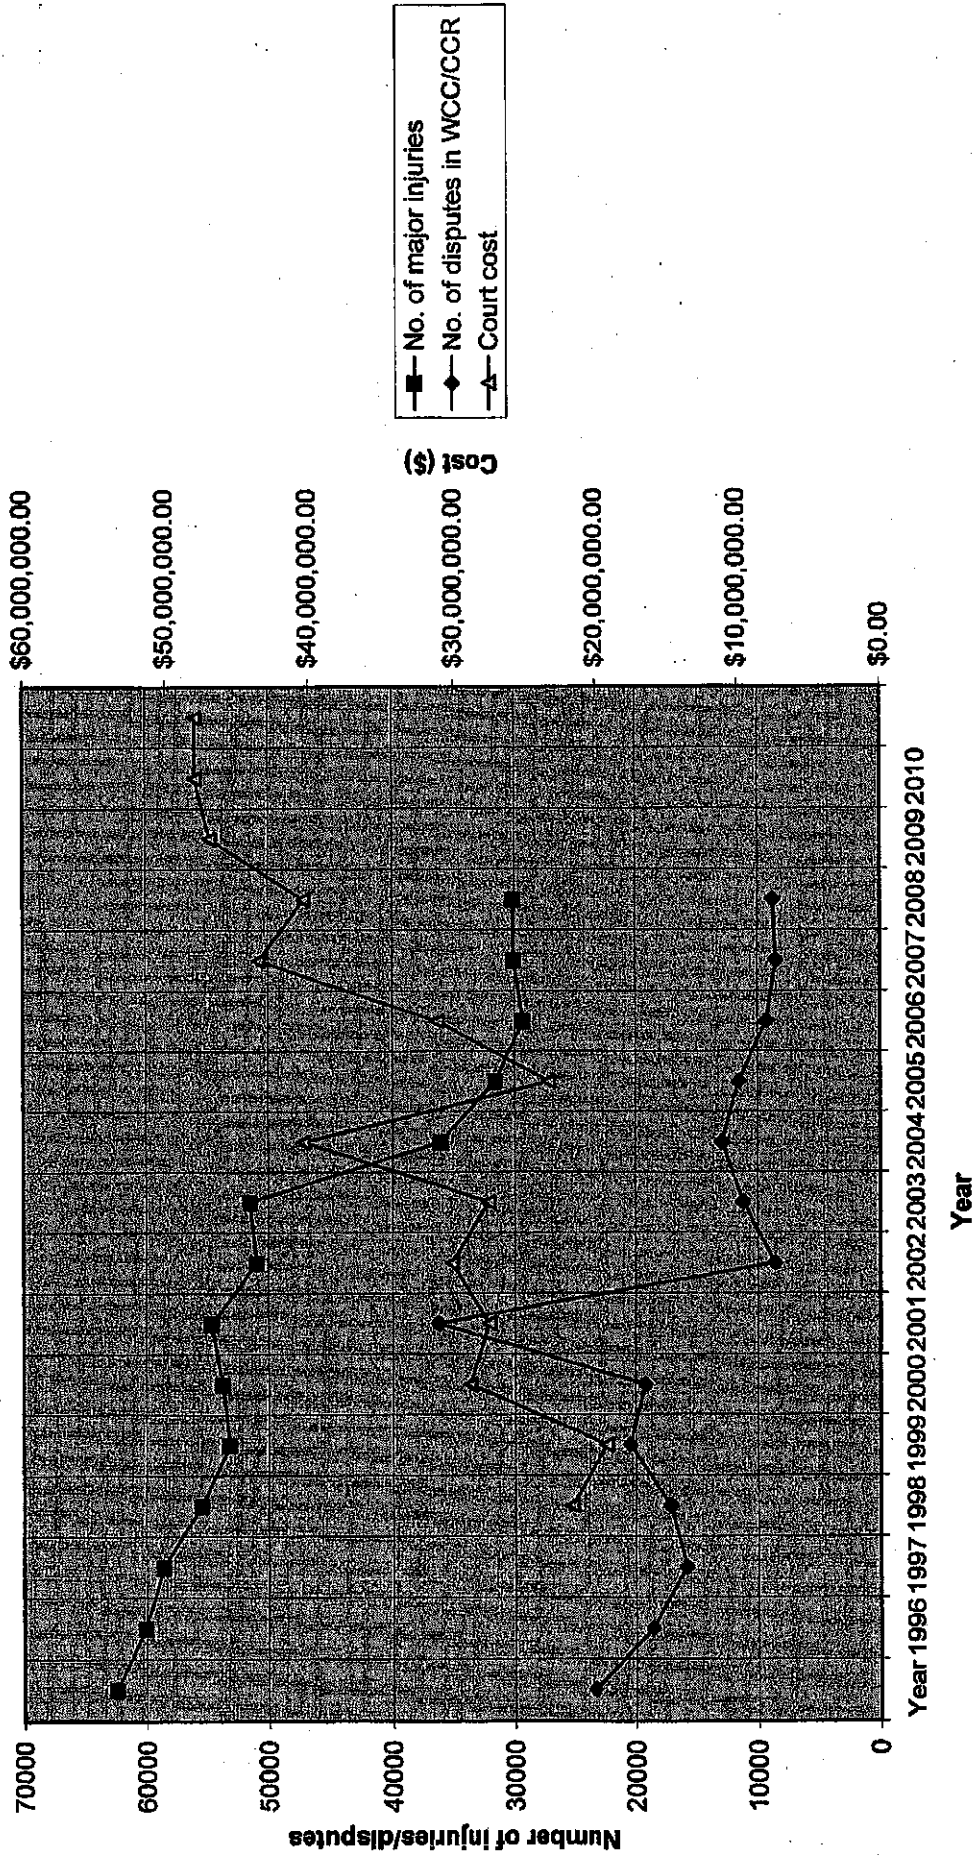 Number of injuries/disputes
70000
60000
50000
40000
30000
20000
10000
0
Year 1996 1997 1998 1999 2000 2001 2002 2003 2004 2005 2006 2007 2008 2009 2010
Year
$60,000,000.00
$50,000,000.00
$40,000,000.00
$30,000,000.00
$20,000,000.00
$10,000,000.00
$0.00
Cost ($)
No. of major injuries
No. of disputes in WCC/CCR
Court cost